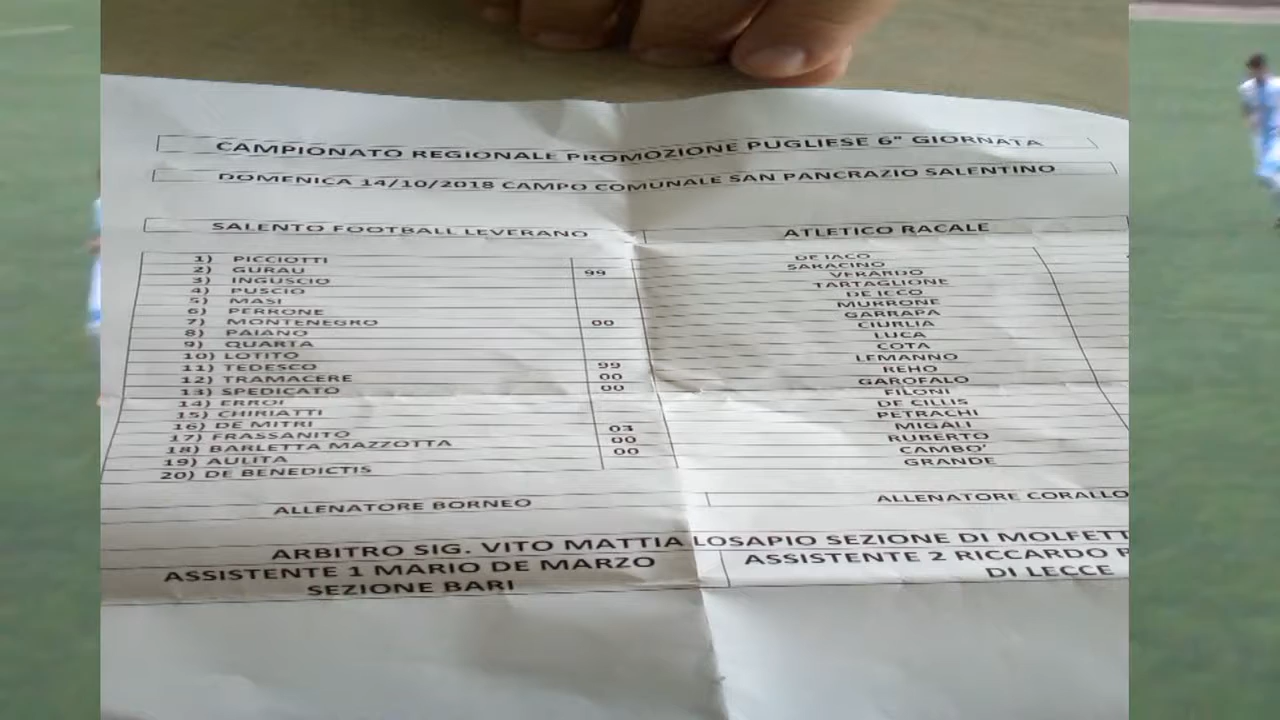 CAMPIONATO REGIONALE PROMOZIONE PUGLIESE 6" GIORNATA
DOMENICA 14/10/2018 CAMPO COMUNALE SAN PANCRAZIO SALENTINO
SALENTO FOOTBALL LEVERANO ATLETICO RACALE
1) PICCIOTTI DE IACO
2) GURAU 99 SARACINO
3) INGUSCIO VERARDO
4) PUSCIO TARTAGLIONE
5) MASI DE ICCO
6) PERRONE MURRONE
7) MONTENEGRO 00 GARRAPA
8) PAIANO CIURLIA
9) QUARTA LUCA
10) LOTITO COTA
11) TEDESCO 99 LEMANNO
12) TRAMACERE 00 REHO
13) SPEDICATO 00 GAROFALO
14) ERROI FILONI
15) CHIRIATTI DE CILLIS
16) DE MITRI PETRACHI
17) FRASSANITO 03 MIGALI
18) BARLETTA MAZZOTTA 00 RUBERTO
19) AULITA 00 CAMBO'
20) DE BENEDICTIS GRANDE
ALLENATORE BORNEO ALLENATORE CORALLO
ARBITRO SIG. VITO MATTIA LOSAPIO SEZIONE DI MOLFETT
ASSISTENTE 1 MARIO DE MARZO ASSISTENTE 2 RICCARDO
SEZIONE BARI DI LECCE